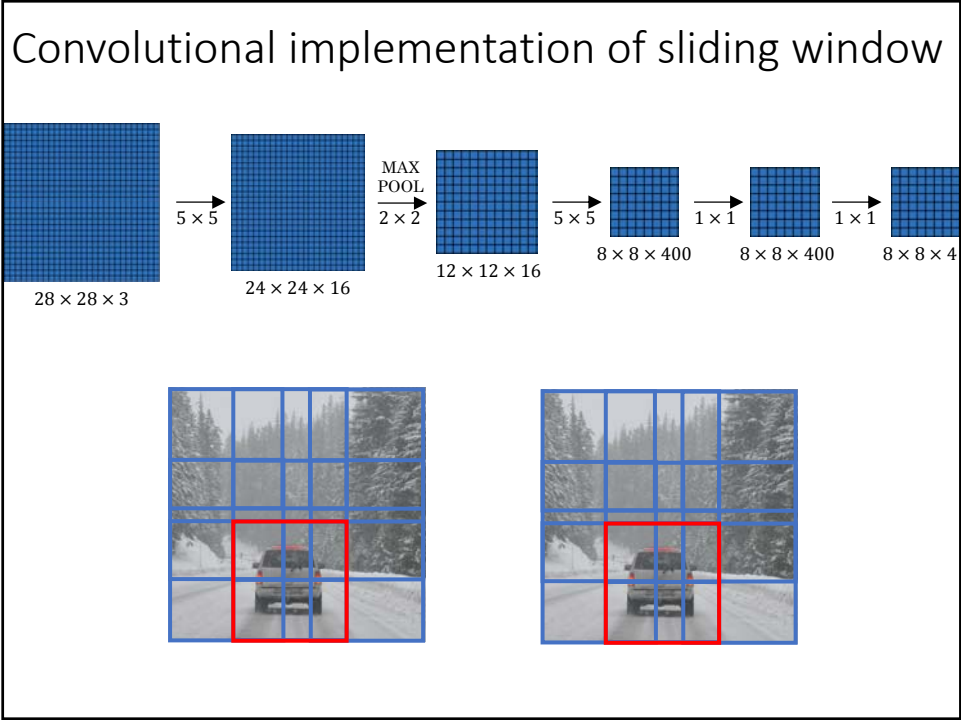 Convolutional implementation of sliding window
MAX
POOL
5 × 5
2 × 2
5 × 5
1 × 1
1 × 1
28 × 28 × 3
24 × 24 × 16
12 × 12 × 16
8 × 8 × 400
8 × 8 × 400
8 × 8 × 4